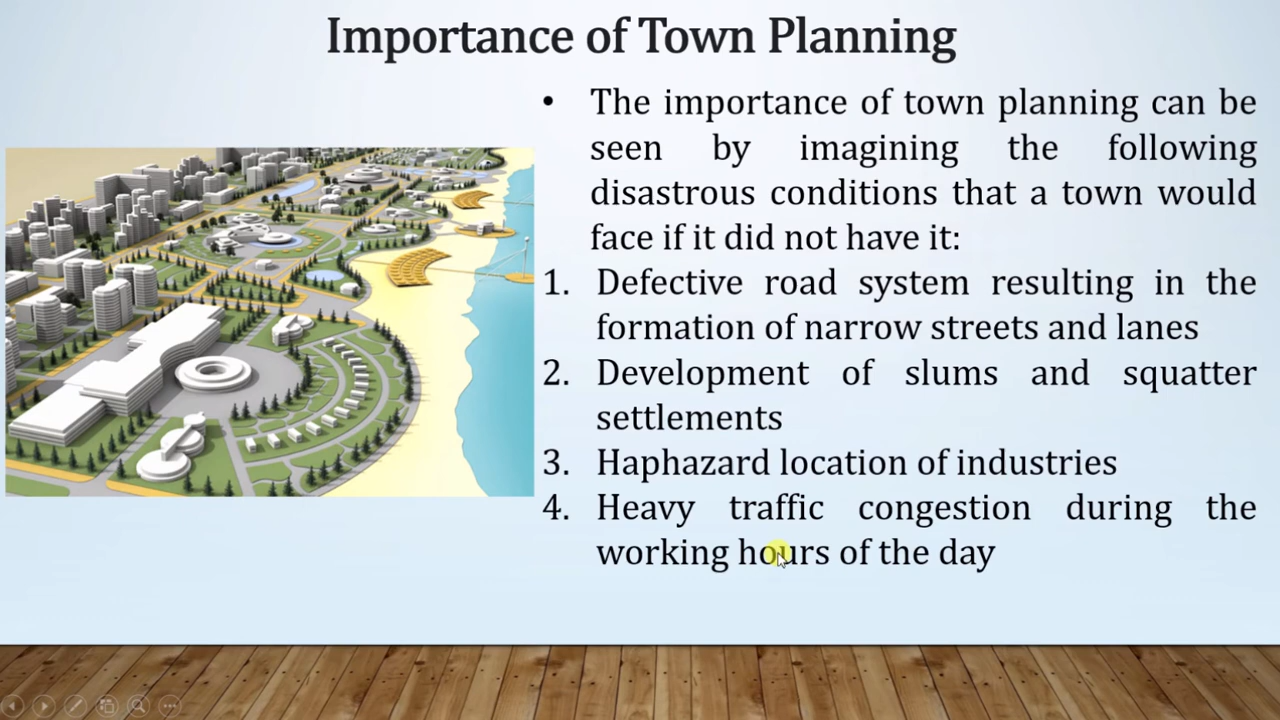 Importance of Town Planning
• The importance of town planning can be
seen by imagining the following
disastrous conditions that a town would
face if it did not have it:
1. Defective road system resulting in the
formation of narrow streets and lanes
2. Development of slums and squatter
settlements
3. Haphazard location of industries
4. Heavy traffic congestion during the
working hours of the day